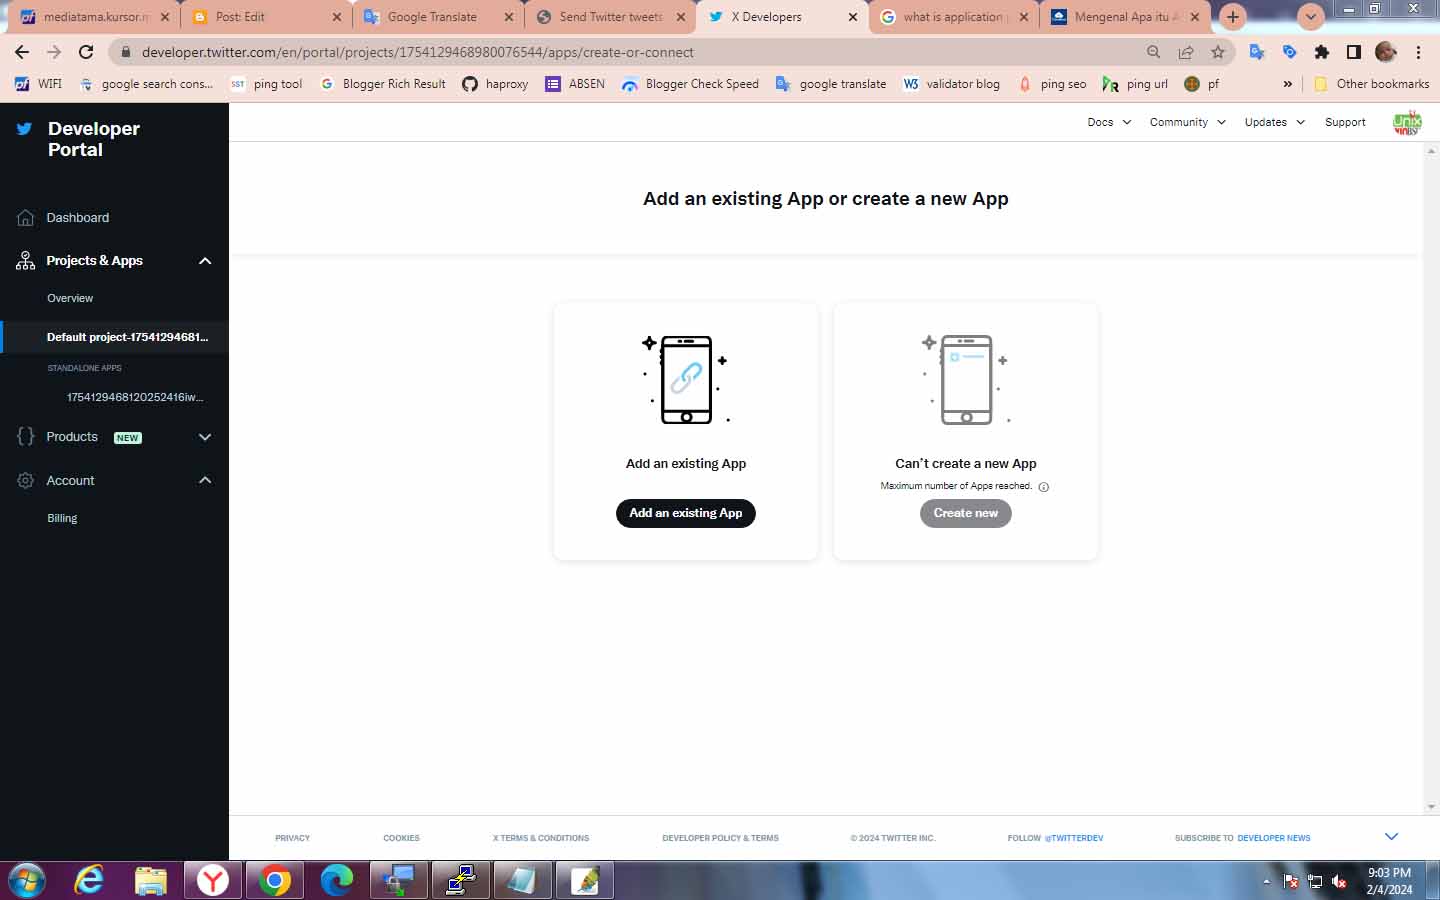 mediatama.kursor.m
Post: Edit
Google Translate
Send Twitter tweets
X Developers
what is application
Mengenal Apa itu A
developer.twitter.com/en/portal/projects/1754129468980076544/apps/create-or-connect
WIFI
google search cons...
ping tool
Blogger Rich Result
haproxy
ABSEN
Blogger Check Speed
google translate
validator blog
ping seo
ping url
pf
»
Other bookmarks
Developer
Portal
Docs
Community
Updates
Support
Dashboard
Projects & Apps
Overview
Default project-17541294681...
STANDALONE APPS
1754129468120252416iw...
Products NEW
Account
Billing
Add an existing App or create a new App
Add an existing App
Add an existing App
Can't create a new App
Maximum number of Apps reached.
Create new
PRIVACY
COOKIES
X TERMS & CONDITIONS
DEVELOPER POLICY & TERMS
© 2024 TWITTER INC.
FOLLOW @TWITTERDEV
SUBSCRIBE TO DEVELOPER NEWS
9:03 PM
2/4/2024